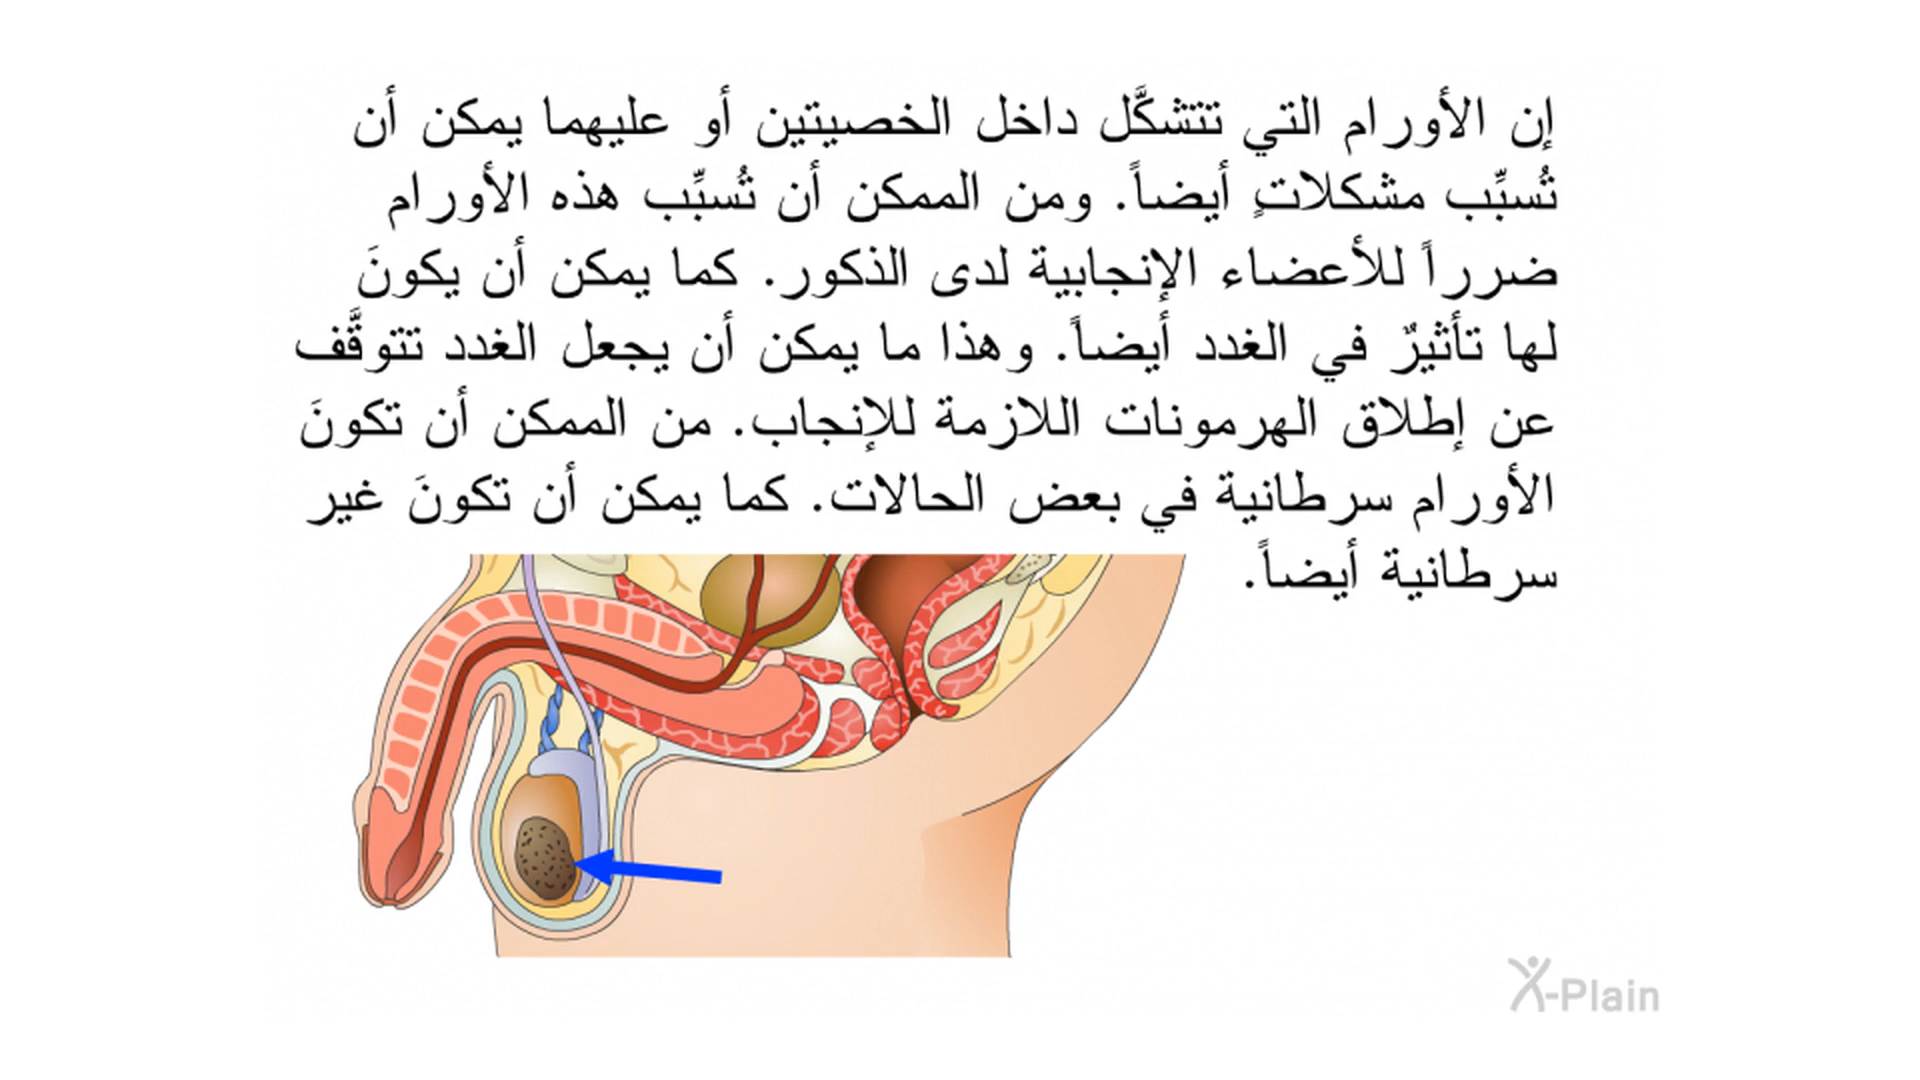 إن الأورام التي تتشكَّل داخل الخصيتين أو عليهما يمكن أن
تُسبِّب مشكلاتٍ أيضاً. ومن الممكن أن تُسبِّب هذه الأورام
ضرراً للأعضاء الإنجابية لدى الذكور. كما يمكن أن يكونَ
لها تأثيرٌ في الغدد أيضاً. وهذا ما يمكن أن يجعل الغدد تتوقَّف
عن إطلاق الهرمونات اللازمة للإنجاب. من الممكن أن تكونَ
الأورام سرطانية في بعض الحالات. كما يمكن أن تكونَ غير
سرطانية أيضاً.
X-Plain